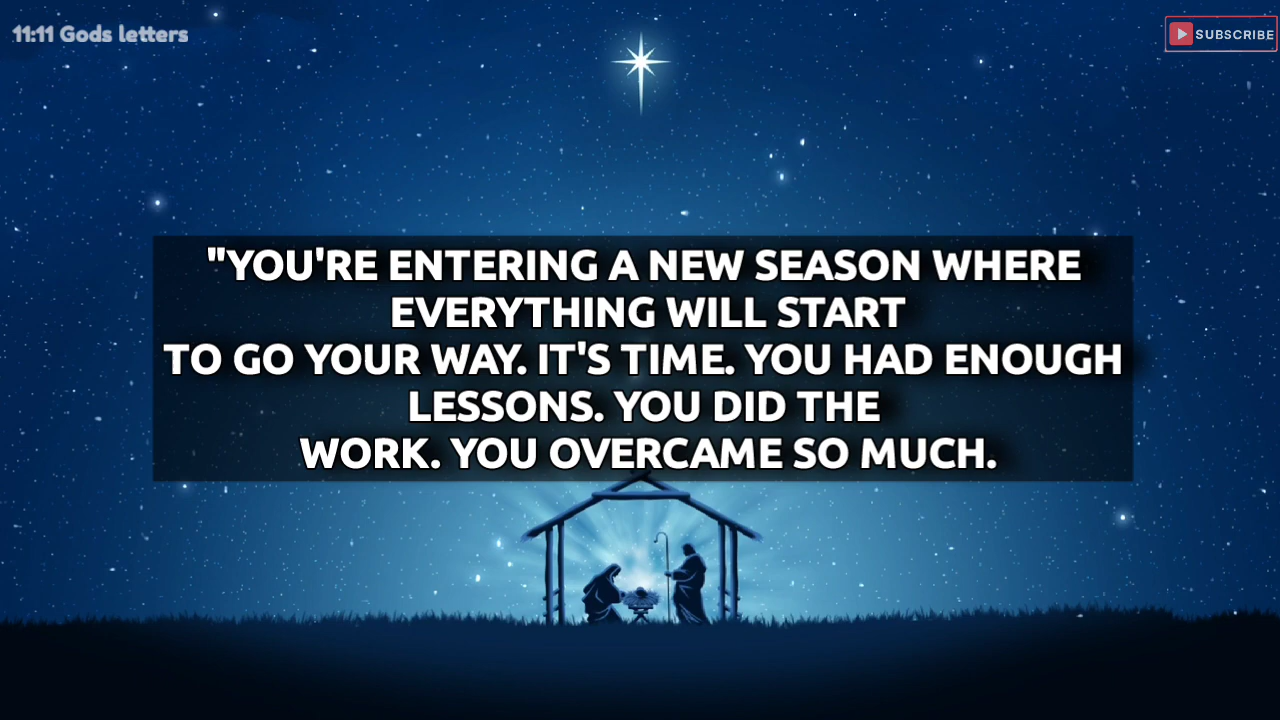 11:11 Gods letters
SUBSCRIBE
"YOU'RE ENTERING A NEW SEASON WHERE
EVERYTHING WILL START
TO GO YOUR WAY. IT'S TIME. YOU HAD ENOUGH
LESSONS. YOU DID THE
WORK. YOU OVERCAME SO MUCH.